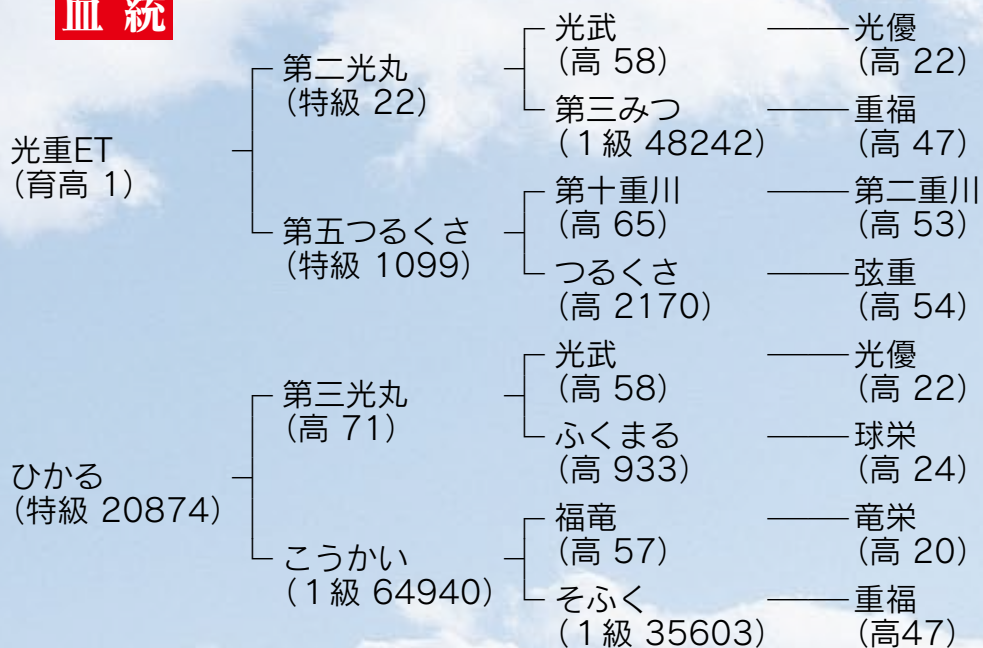 血統
光重ET
(育高 1)
第二光丸
(特級 22)
第五つるくさ
(特級 1099)
光武
(高 58)
光優
(高 22)
第三みつ
(1級 48242)
重福
(高 47)
第十重川
(高 65)
第二重川
(高 53)
つるくさ
(高 2170)
弦重
(高 54)
ひかる
(特級 20874)
第三光丸
(高 71)
こうかい
(1級 64940)
光武
(高 58)
光優
(高 22)
ふくまる
(高 933)
球栄
(高 24)
福竜
(高 57)
竜栄
(高 20)
そふく
(1級 35603)
重福
(高47)